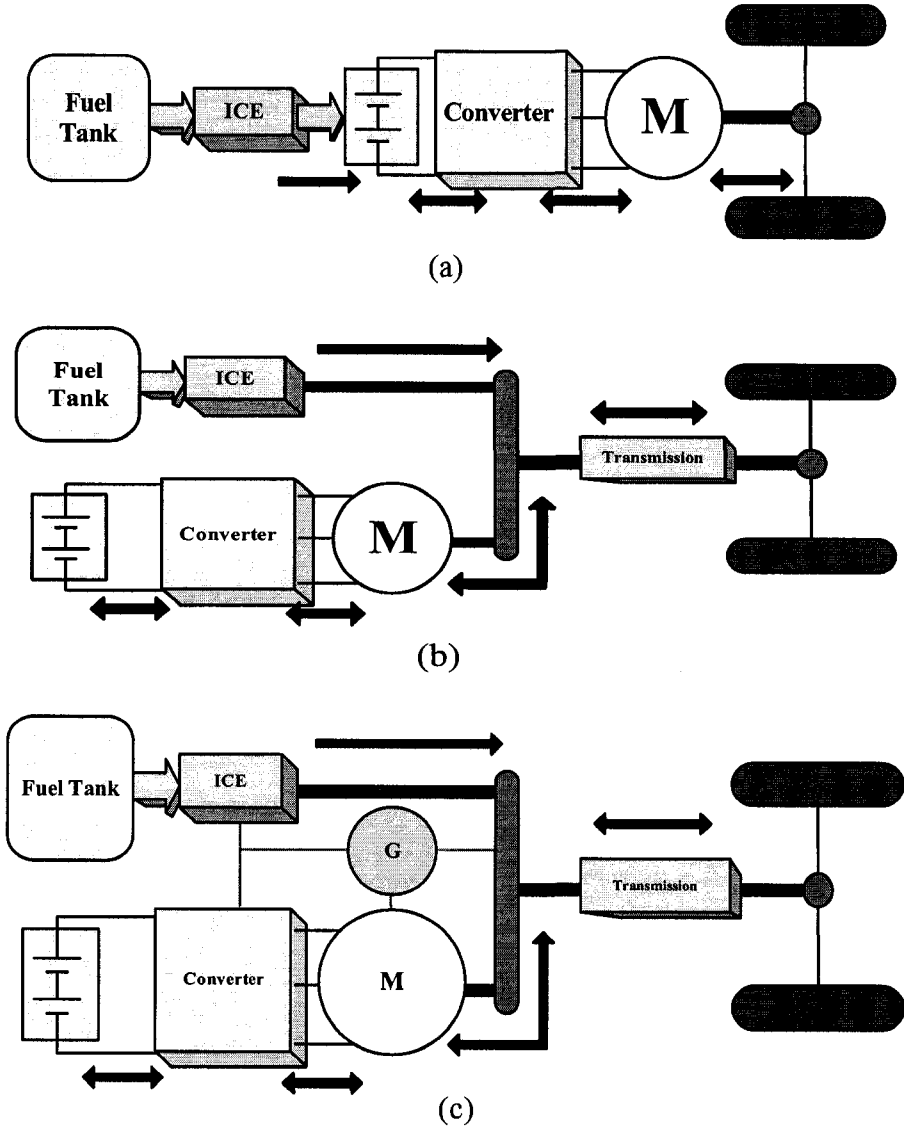 Fuel
Tank
ICE
Converter
M
(a)
Fuel
Tank
ICE
Transmission
Converter
M
(b)
Fuel Tank
ICE
G
Transmission
Converter
M
(c)